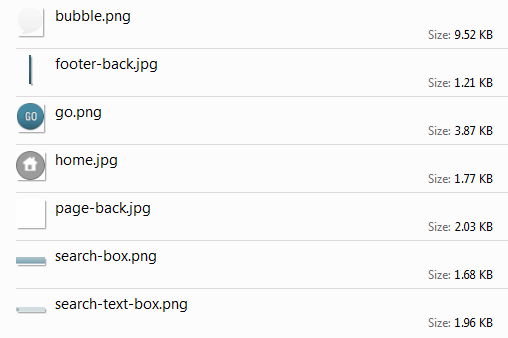 bubble.png
Size: 9.52 KB
footer-back.jpg
Size: 1.21 KB
GO
go.png
Size: 3.87 KB
home.jpg
Size: 1.77 KB
page-back.jpg
Size: 2.03 KB
search-box.png
Size: 1.68 KB
search-text-box.png
Size: 1.96 KB